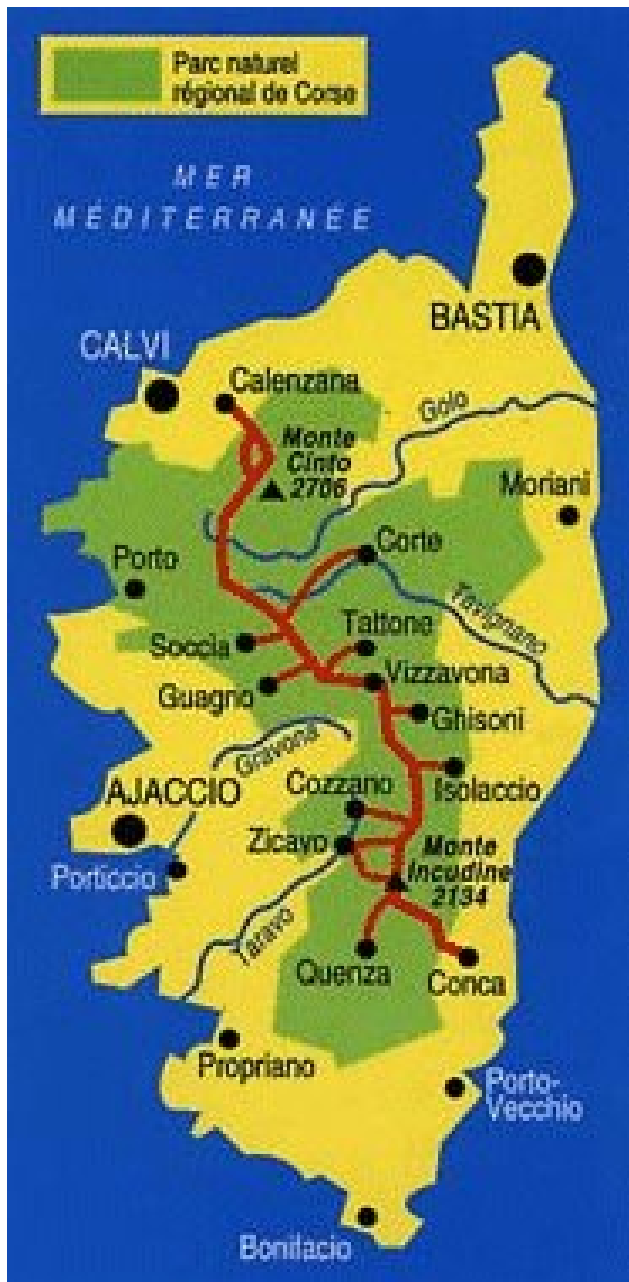 Parc naturel
régional de Corse
MER
MÉDITERRANÉE
BASTIA
CALVI
Calenzana
Golo
Monte
Cinto
2706
Moriani
Corte
Porto
Tavignano
Tattone
Soccia
Vizzavona
Guagno
Ghisoni
Gravona
Isolaccio
Cozzano
AJACCIO
Zicavo
Monte
Incudine
2134
Porticcio
Taravo
Quenza
Conca
Propriano
Porto-
Vecchio
Bonifacio